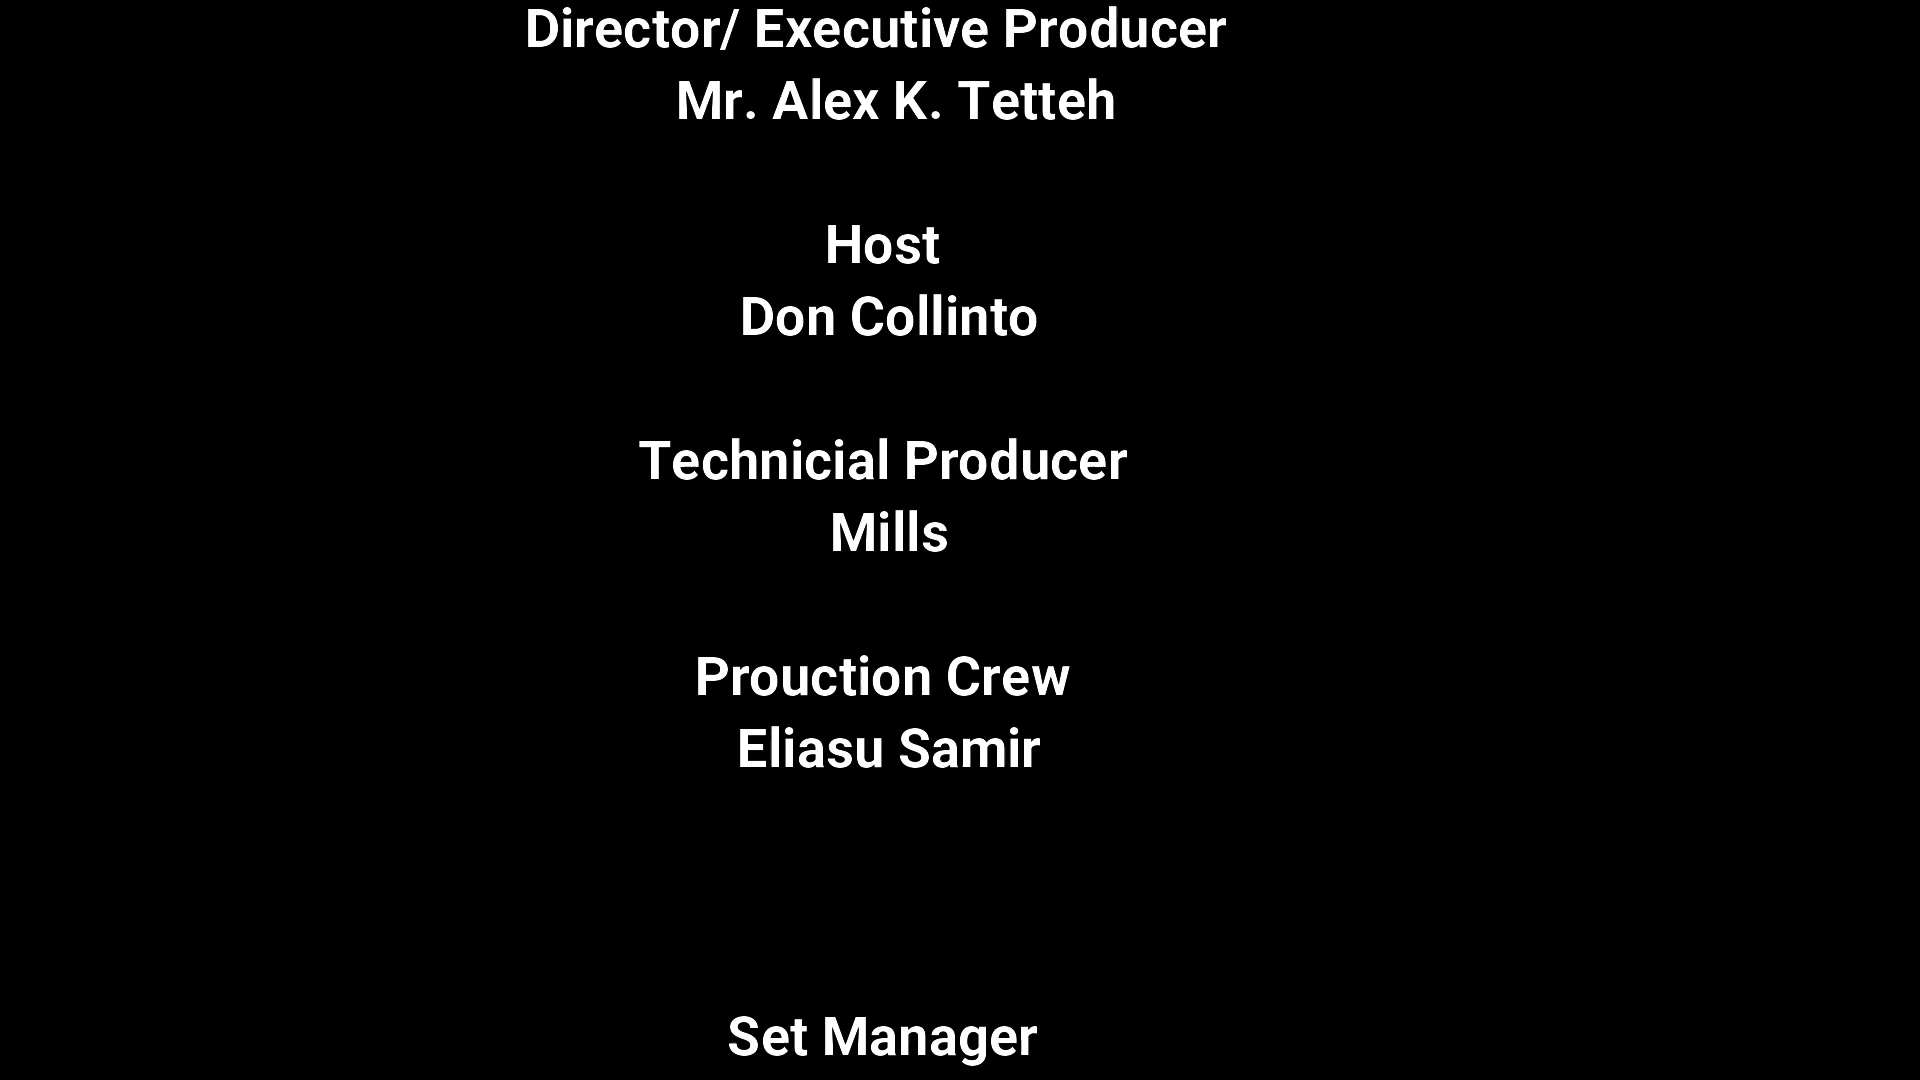 Director/ Executive Producer
Mr. Alex K. Tetteh
Host
Don Collinto
Technicial Producer
Mills
Prouction Crew
Eliasu Samir
Set Manager